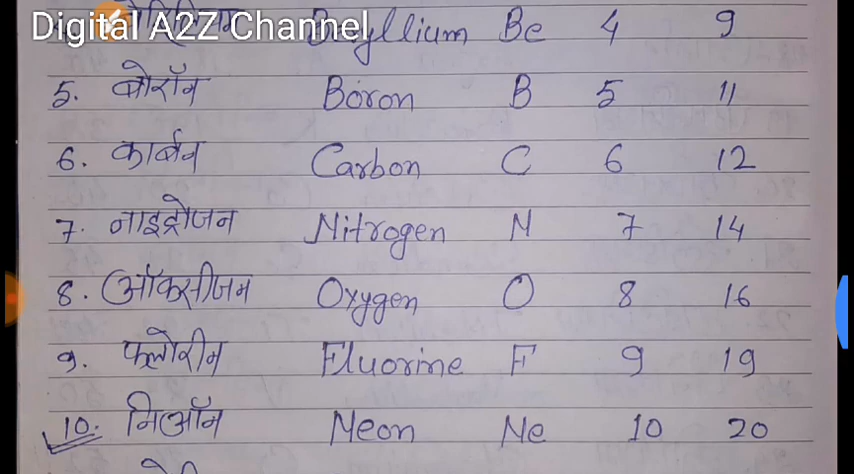 Digital A2Z Channel
Beryllium Be 4 9
5. बोरॉन Boron B 5 11
6. कार्बन Carbon C 6 12
7. नाइट्रोजन Nitrogen N 7 14
8. ऑक्सीजन Oxygen O 8 16
9. फ्लोरीन Fluorine F 9 19
10. निऑन Neon Ne 10 20